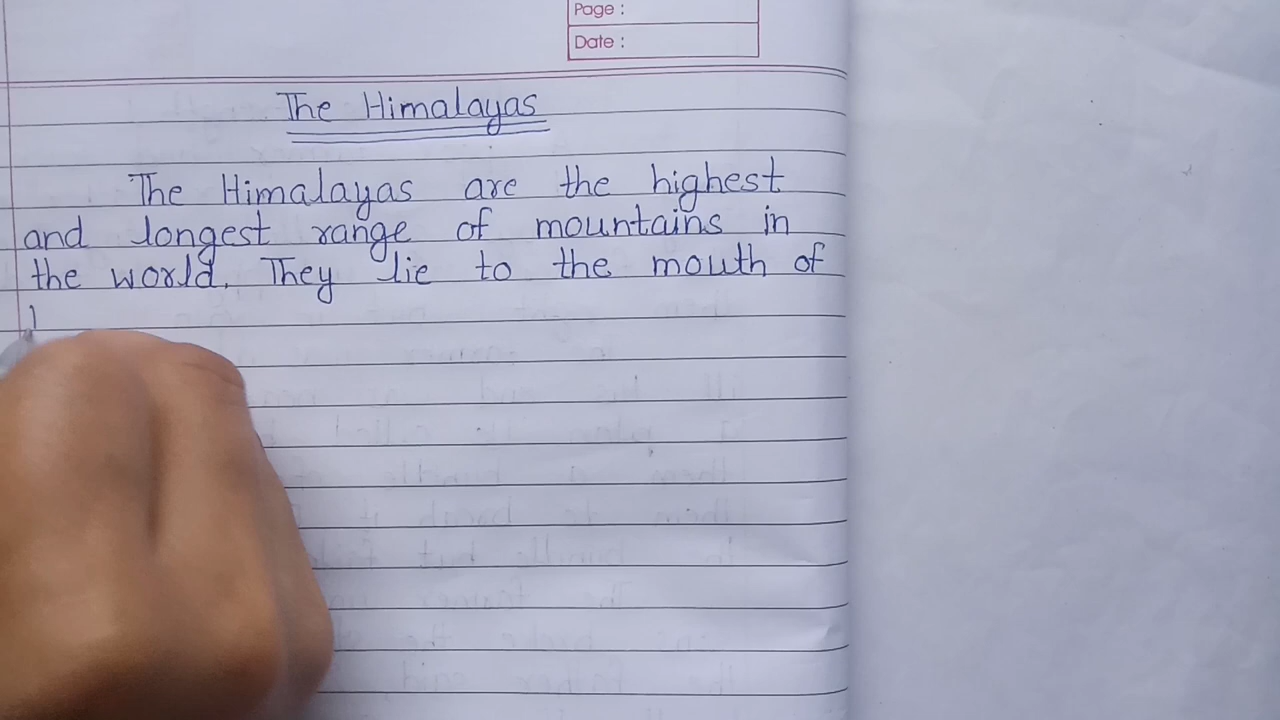 Page :
Date :
The Himalayas
The Himalayas are the highest
and longest range of mountains in
the world. They lie to the mouth of